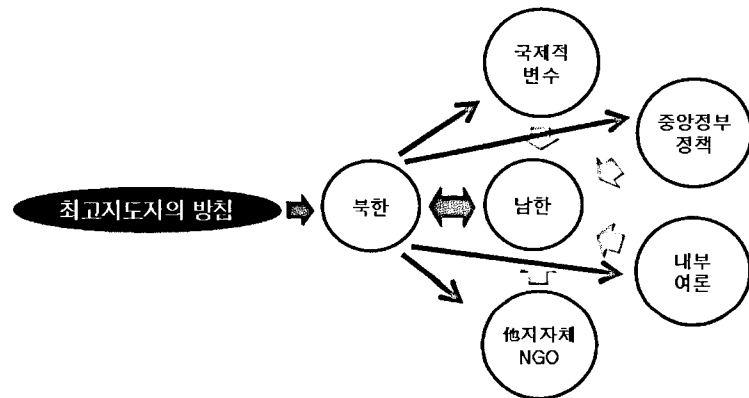 국제적
변수
중앙정부
정책
최고지도자의 방침
북한
남한
내부
여론
他지자체
NGO